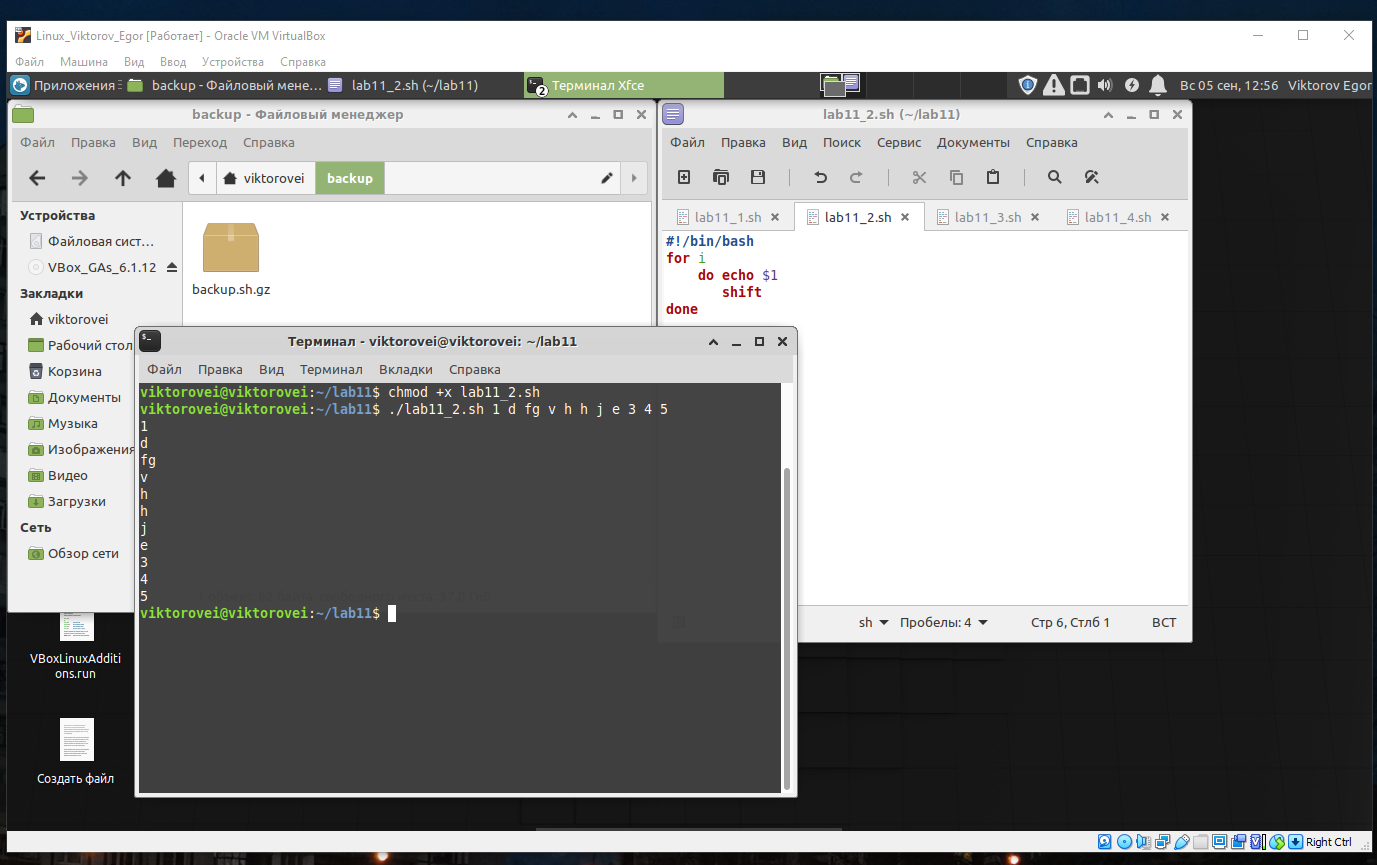 Linux_Viktorov_Egor [Работает] - Oracle VM VirtualBox
Файл Машина Вид Ввод Устройства Справка
Приложения backup - Файловый мене... lab11_2.sh (~/lab11) 2 Терминал Xfce Вс 05 сен, 12:56 Viktorov Egor
backup - Файловый менеджер
Файл Правка Вид Переход Справка
viktorovei backup
Устройства
Файловая сист...
VBox_GAs_6.1.12
Закладки
viktorovei
Рабочий стол
Корзина
Документы
Музыка
Изображения
Видео
Загрузки
Сеть
Обзор сети
backup.sh.gz
lab11_2.sh (~/lab11)
Файл Правка Вид Поиск Сервис Документы Справка
lab11_1.sh lab11_2.sh lab11_3.sh lab11_4.sh
#!/bin/bash
for i
do echo $1
shift
done
sh Пробелы: 4 Стр 6, Стлб 1 ВСТ
Терминал - viktorovei@viktorovei: ~/lab11
Файл Правка Вид Терминал Вкладки Справка
viktorovei@viktorovei:~/lab11$ chmod +x lab11_2.sh
viktorovei@viktorovei:~/lab11$ ./lab11_2.sh 1 d fg v h h j e 3 4 5
1
d
fg
v
h
h
j
e
3
4
5
viktorovei@viktorovei:~/lab11$
VBoxLinuxAdditi
ons.run
Создать файл
Right Ctrl